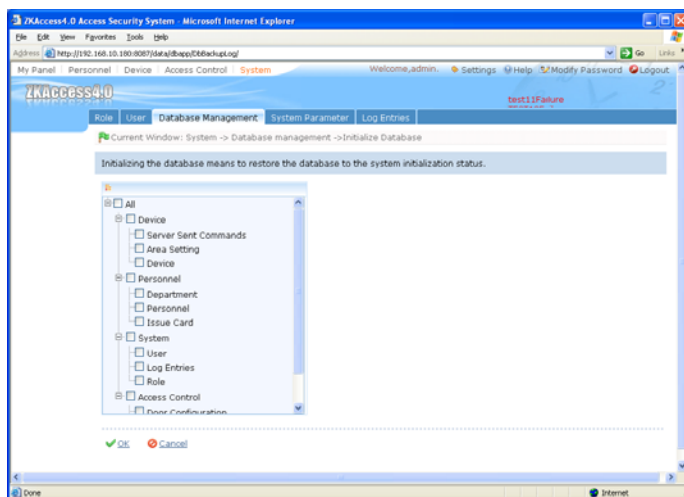 ZKAccess4.0 Access Security System - Microsoft Internet Explorer
File Edit View Favorites Tools Help
Address http://192.168.10.180:8087/data/dbapp/DbBackupLog/ Go Links
My Panel Personnel Device Access Control System Welcome,admin. Settings Help Modify Password Logout
ZKAccess4.0
test11Failure
Role User Database Management System Parameter Log Entries
Current Window: System -> Database management ->Initialize Database
Initializing the database means to restore the database to the system initialization status.
All
Device
Server Sent Commands
Area Setting
Device
Personnel
Department
Personnel
Issue Card
System
User
Log Entries
Role
Access Control
Door Configuration
OK Cancel
Done Internet